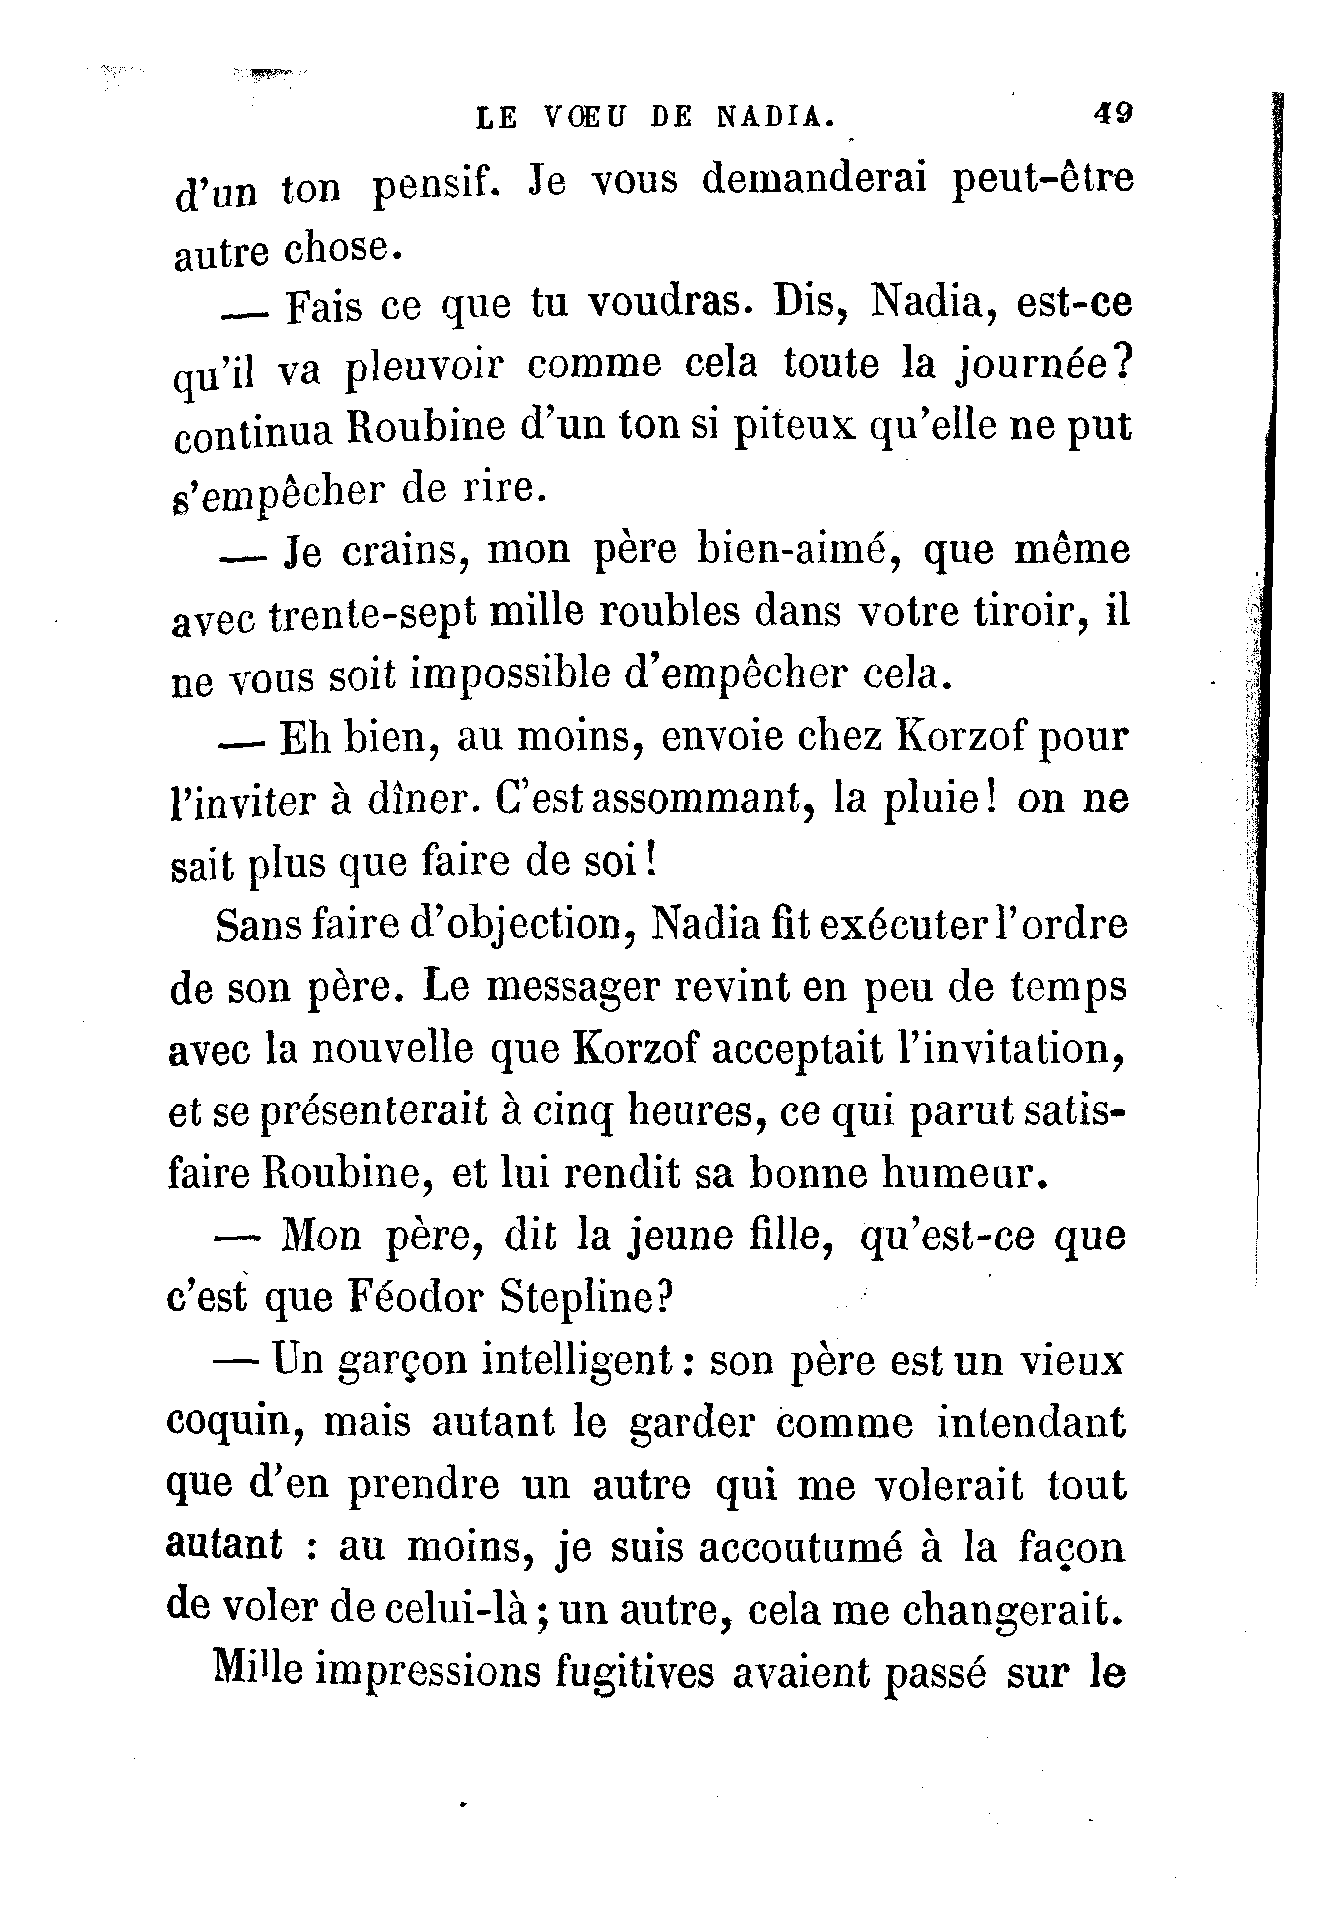 LE VŒU DE NADIA. 49
d'un ton pensif. Je vous demanderai peut-être
autre chose.
— Fais ce que tu voudras. Dis, Nadia, est-ce
qu'il va pleuvoir comme cela toute la journée?
continua Roubine d'un ton si piteux qu'elle ne put
s'empêcher de rire.
— Je crains, mon père bien-aimé, que même
avec trente-sept mille roubles dans votre tiroir, il
ne vous soit impossible d'empêcher cela.
— Eh bien, au moins, envoie chez Korzof pour
l'inviter à dîner. C'est assommant, la pluie! on ne
sait plus que faire de soi!
Sans faire d'objection, Nadia fit exécuter l'ordre
de son père. Le messager revint en peu de temps
avec la nouvelle que Korzof acceptait l'invitation,
et se présenterait à cinq heures, ce qui parut satis-
faire Roubine, et lui rendit sa bonne humeur.
— Mon père, dit la jeune fille, qu'est-ce que
c'est que Féodor Stepline?
— Un garçon intelligent : son père est un vieux
coquin, mais autant le garder comme intendant
que d'en prendre un autre qui me volerait tout
autant : au moins, je suis accoutumé à la façon
de voler de celui-là ; un autre, cela me changerait.
Mille impressions fugitives avaient passé sur le